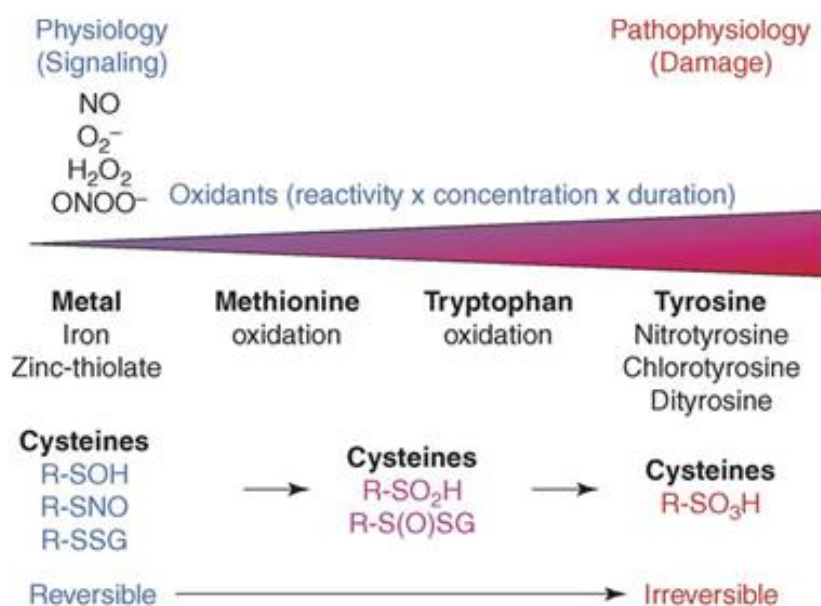 Physiology
(Signaling)
Pathophysiology
(Damage)
NO
O₂⁻
H₂O₂
ONOO⁻
Oxidants (reactivity x concentration x duration)
Metal
Iron
Zinc-thiolate
Methionine
oxidation
Tryptophan
oxidation
Tyrosine
Nitrotyrosine
Chlorotyrosine
Dityrosine
Cysteines
R-SOH
R-SNO
R-SSG
Cysteines
R-SO₂H
R-S(O)SG
Cysteines
R-SO₃H
Reversible
Irreversible